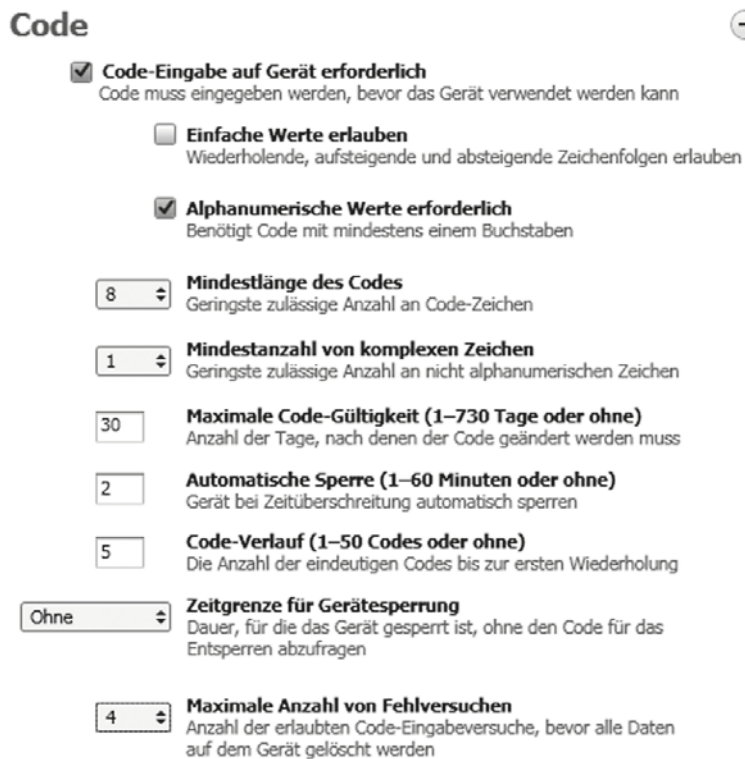 Code
Code-Eingabe auf Gerät erforderlich
Code muss eingegeben werden, bevor das Gerät verwendet werden kann
Einfache Werte erlauben
Wiederholende, aufsteigende und absteigende Zeichenfolgen erlauben
Alphanumerische Werte erforderlich
Benötigt Code mit mindestens einem Buchstaben
8
Mindestlänge des Codes
Geringste zulässige Anzahl an Code-Zeichen
1
Mindestanzahl von komplexen Zeichen
Geringste zulässige Anzahl an nicht alphanumerischen Zeichen
30
Maximale Code-Gültigkeit (1–730 Tage oder ohne)
Anzahl der Tage, nach denen der Code geändert werden muss
2
Automatische Sperre (1–60 Minuten oder ohne)
Gerät bei Zeitüberschreitung automatisch sperren
5
Code-Verlauf (1–50 Codes oder ohne)
Die Anzahl der eindeutigen Codes bis zur ersten Wiederholung
Ohne
Zeitgrenze für Gerätesperrung
Dauer, für die das Gerät gesperrt ist, ohne den Code für das
Entsperren abzufragen
4
Maximale Anzahl von Fehlversuchen
Anzahl der erlaubten Code-Eingabeversuche, bevor alle Daten
auf dem Gerät gelöscht werden